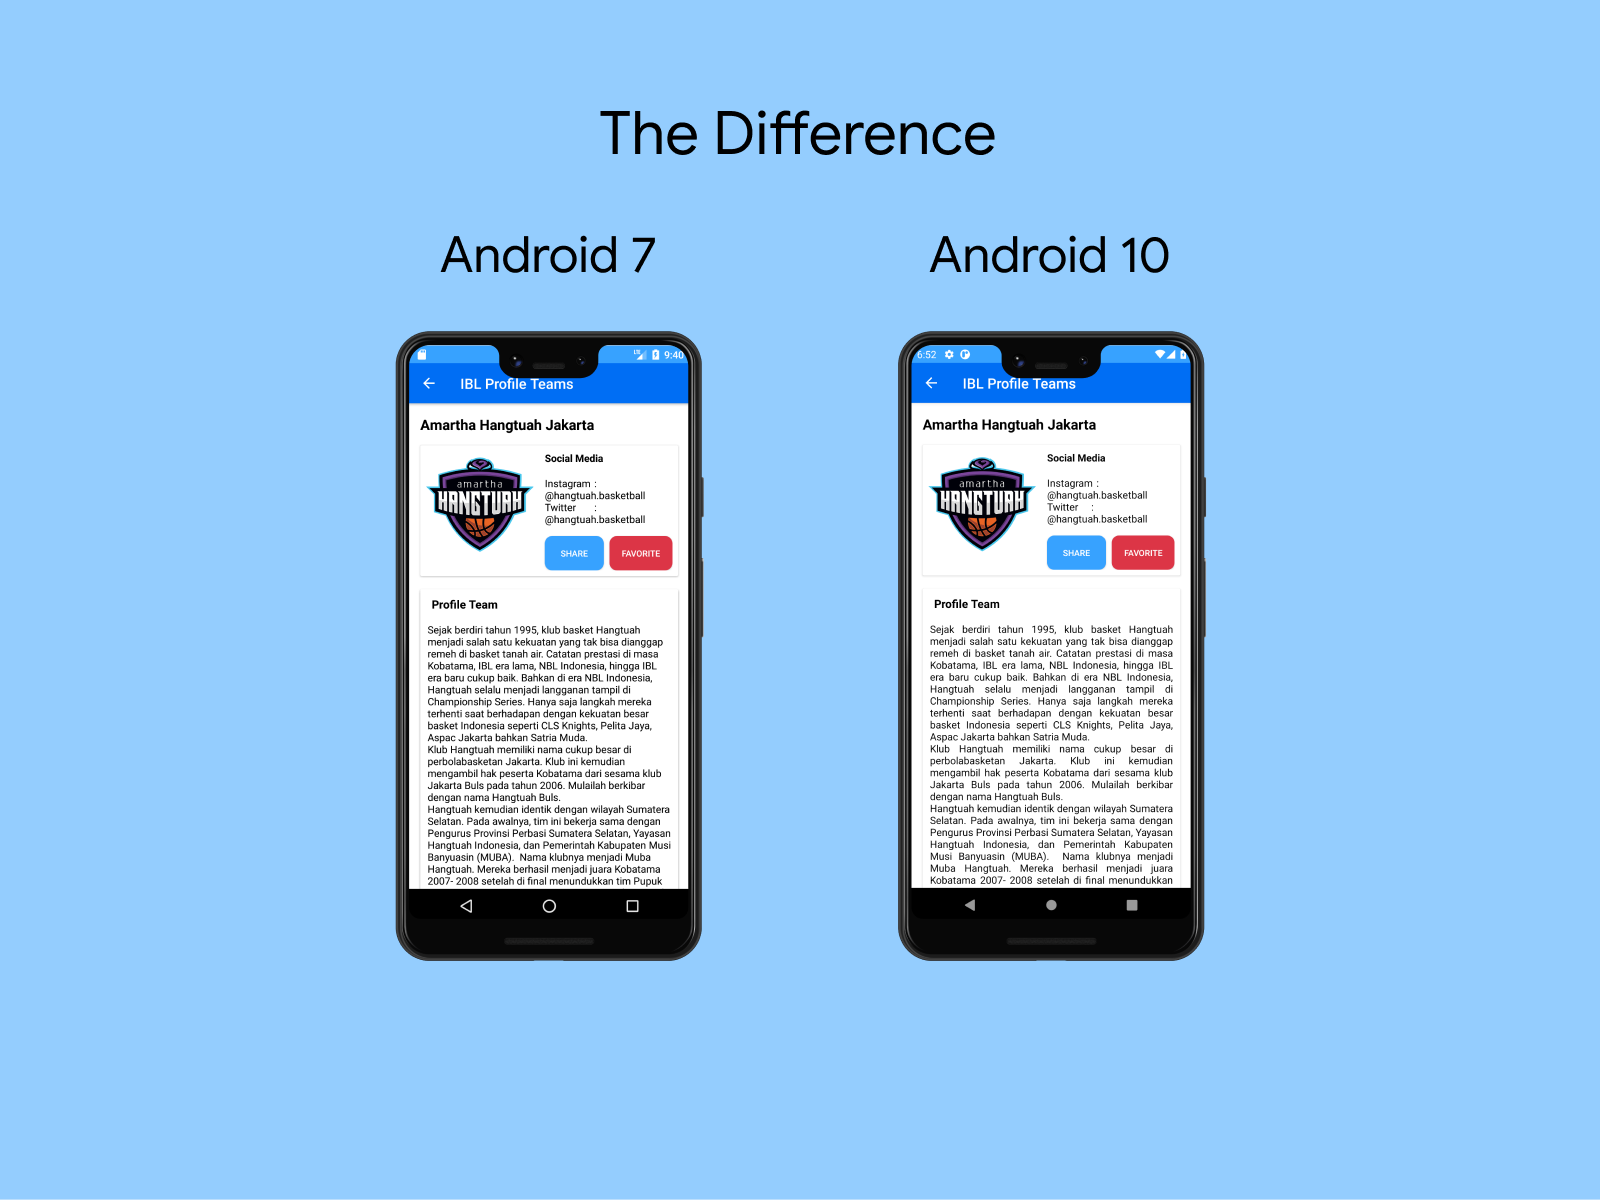 The Difference
Android 7
9:40
IBL Profile Teams
Amartha Hangtuah Jakarta
amartha
HANGTUAH
Social Media
Instagram :
@hangtuah.basketball
Twitter :
@hangtuah.basketball
SHARE FAVORITE
Profile Team
Sejak berdiri tahun 1995, klub basket Hangtuah
menjadi salah satu kekuatan yang tak bisa dianggap
remeh di basket tanah air. Catatan prestasi di masa
Kobatama, IBL era lama, NBL Indonesia, hingga IBL
era baru cukup baik. Bahkan di era NBL Indonesia,
Hangtuah selalu menjadi langganan tampil di
Championship Series. Hanya saja langkah mereka
terhenti saat berhadapan dengan kekuatan besar
basket Indonesia seperti CLS Knights, Pelita Jaya,
Aspac Jakarta bahkan Satria Muda.
Klub Hangtuah memiliki nama cukup besar di
perbolabasketan Jakarta. Klub ini kemudian
mengambil hak peserta Kobatama dari sesama klub
Jakarta Buls pada tahun 2006. Mulailah berkibar
dengan nama Hangtuah Buls.
Hangtuah kemudian identik dengan wilayah Sumatera
Selatan. Pada awalnya, tim ini bekerja sama dengan
Pengurus Provinsi Perbasi Sumatera Selatan, Yayasan
Hangtuah Indonesia, dan Pemerintah Kabupaten Musi
Banyuasin (MUBA). Nama klubnya menjadi Muba
Hangtuah. Mereka berhasil menjadi juara Kobatama
2007- 2008 setelah di final menundukkan tim Pupuk
Android 10
6:52
IBL Profile Teams
Amartha Hangtuah Jakarta
amartha
HANGTUAH
Social Media
Instagram :
@hangtuah.basketball
Twitter :
@hangtuah.basketball
SHARE FAVORITE
Profile Team
Sejak berdiri tahun 1995, klub basket Hangtuah
menjadi salah satu kekuatan yang tak bisa dianggap
remeh di basket tanah air. Catatan prestasi di masa
Kobatama, IBL era lama, NBL Indonesia, hingga IBL
era baru cukup baik. Bahkan di era NBL Indonesia,
Hangtuah selalu menjadi langganan tampil di
Championship Series. Hanya saja langkah mereka
terhenti saat berhadapan dengan kekuatan besar
basket Indonesia seperti CLS Knights, Pelita Jaya,
Aspac Jakarta bahkan Satria Muda.
Klub Hangtuah memiliki nama cukup besar di
perbolabasketan Jakarta. Klub ini kemudian
mengambil hak peserta Kobatama dari sesama klub
Jakarta Buls pada tahun 2006. Mulailah berkibar
dengan nama Hangtuah Buls.
Hangtuah kemudian identik dengan wilayah Sumatera
Selatan. Pada awalnya, tim ini bekerja sama dengan
Pengurus Provinsi Perbasi Sumatera Selatan, Yayasan
Hangtuah Indonesia, dan Pemerintah Kabupaten
Musi Banyuasin (MUBA). Nama klubnya menjadi
Muba Hangtuah. Mereka berhasil menjadi juara
Kobatama 2007- 2008 setelah di final menundukkan